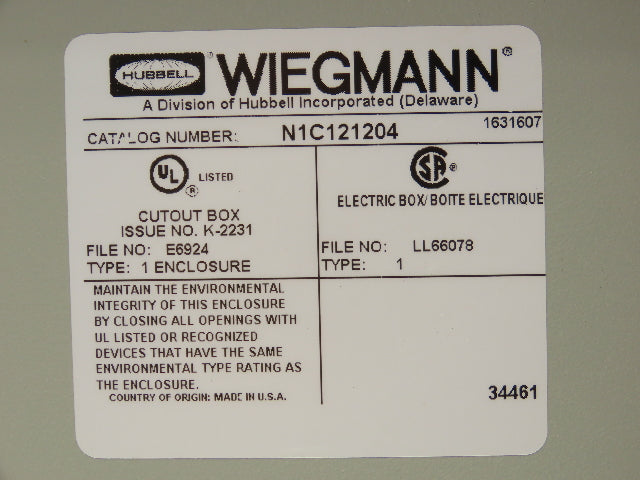 HUBBELL ® WIEGMANN ®
A Division of Hubbell Incorporated (Delaware)
CATALOG NUMBER: N1C121204 1631607
UL ® LISTED
CUTOUT BOX
ISSUE NO. K-2231
FILE NO: E6924
TYPE: 1 ENCLOSURE
SA ®
ELECTRIC BOX/BOITE ELECTRIQUE
FILE NO: LL66078
TYPE: 1
MAINTAIN THE ENVIRONMENTAL
INTEGRITY OF THIS ENCLOSURE
BY CLOSING ALL OPENINGS WITH
UL LISTED OR RECOGNIZED
DEVICES THAT HAVE THE SAME
ENVIRONMENTAL TYPE RATING AS
THE ENCLOSURE.
COUNTRY OF ORIGIN: MADE IN U.S.A.
34461